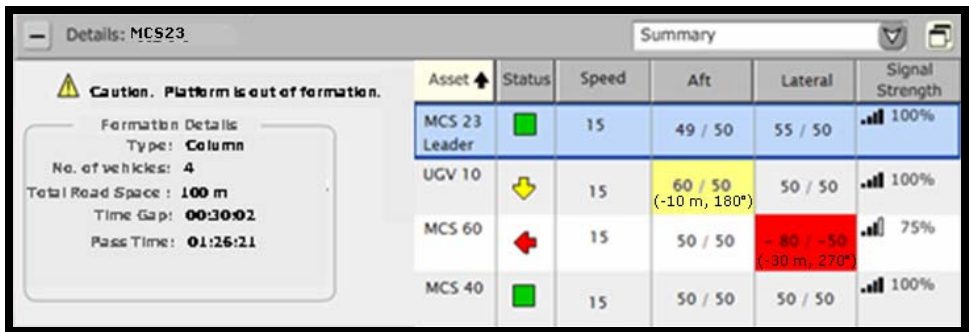 Details: MCS23
Summary
Caution. Platform is out of formation.
Formation Details
Type: Column
No. of vehicles: 4
Total Road Space : 100 m
Time Gap: 00:30:02
Pass Time: 01:26:21
Asset Status Speed Aft Lateral Signal Strength
MCS 23 Leader 15 49 / 50 55 / 50 100%
UGV 10 15 60 / 50 (-10 m, 180°) 50 / 50 100%
MCS 60 15 50 / 50 - 80 / -50 (-30 m, 270°) 75%
MCS 40 15 50 / 50 50 / 50 100%